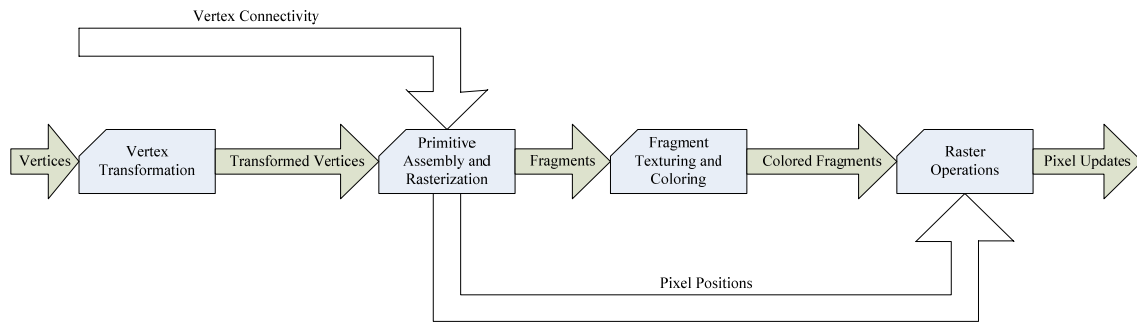 Vertex Connectivity
Vertices
Vertex
Transformation
Transformed Vertices
Primitive
Assembly and
Rasterization
Fragments
Fragment
Texturing and
Coloring
Colored Fragments
Raster
Operations
Pixel Updates
Pixel Positions